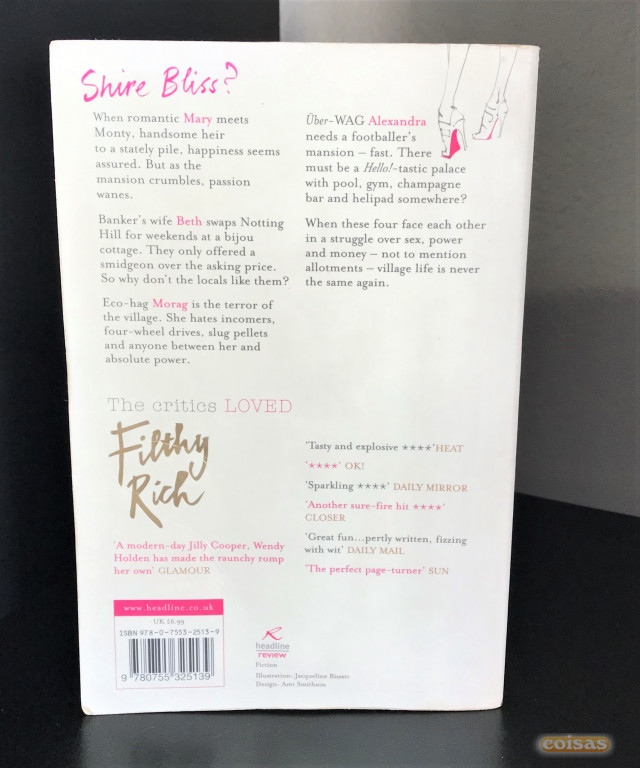 Shire Bliss?
When romantic Mary meets
Monty, handsome heir
to a stately pile, happiness seems
assured. But as the
mansion crumbles, passion
wanes.
Banker's wife Beth swaps Notting
Hill for weekends at a bijou
cottage. They only offered a
smidgeon over the asking price.
So why don't the locals like them?
Eco-hag Morag is the terror of
the village. She hates incomers,
four-wheel drives, slug pellets
and anyone between her and
absolute power.
Über-WAG Alexandra
needs a footballer's
mansion – fast. There
must be a Hello!-tastic palace
with pool, gym, champagne
bar and helipad somewhere?
When these four face each other
in a struggle over sex, power
and money – not to mention
allotments – village life is never
the same again.
The critics LOVED
Filthy
Rich
'A modern-day Jilly Cooper, Wendy
Holden has made the raunchy romp
her own' GLAMOUR
'Tasty and explosive ****' HEAT
'****' OK!
'Sparkling ****' DAILY MIRROR
'Another sure-fire hit ****'
CLOSER
'Great fun...pertly written, fizzing
with wit' DAILY MAIL
'The perfect page-turner' SUN
www.headline.co.uk
UK £6.99
ISBN 978-0-7553-2513-9
9 780755 325139
R
headline
review
Fiction
Illustration: Jacqueline Bissett
Design: Ami Smithson
coisas